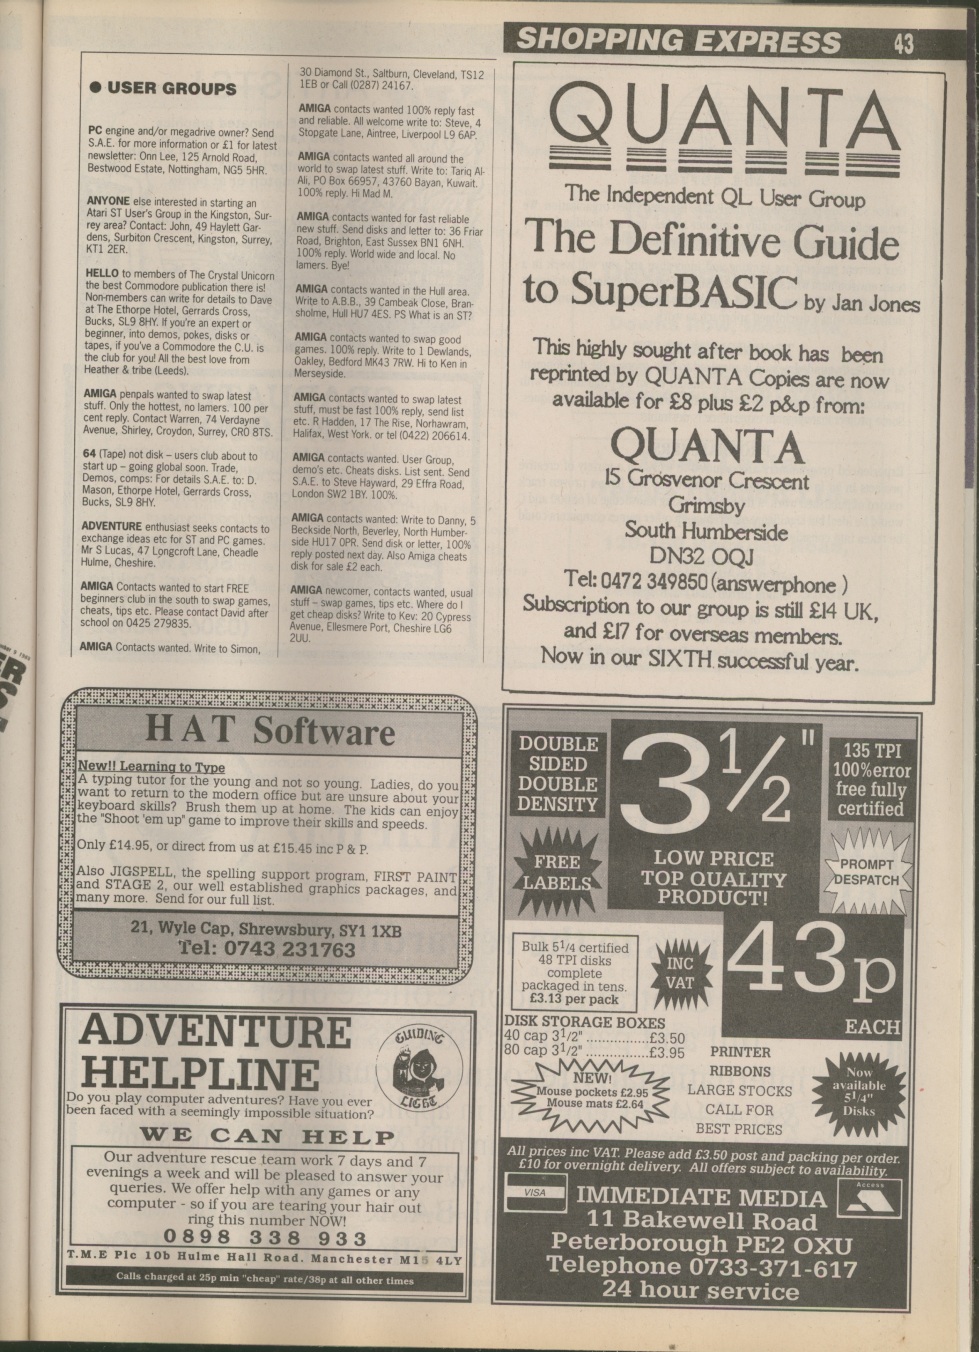 SHOPPING EXPRESS 43
● USER GROUPS
PC engine and/or megadrive owner? Send
S.A.E. for more information or £1 for latest
newsletter: Onn Lee, 125 Arnold Road,
Bestwood Estate, Nottingham, NG5 5HR.
ANYONE else interested in starting an
Atari ST User's Group in the Kingston, Sur-
rey area? Contact: John, 49 Haylett Gar-
dens, Surbiton Crescent, Kingston, Surrey,
KT1 2ER.
HELLO to members of The Crystal Unicorn
the best Commodore publication there is!
Non-members can write for details to Dave
at The Ethorpe Hotel, Gerrards Cross,
Bucks, SL9 8HY. If you're an expert or
beginner, into demos, pokes, disks or
tapes, if you've a Commodore the C.U. is
the club for you! All the best love from
Heather & tribe (Leeds).
AMIGA penpals wanted to swap latest
stuff. Only the hottest, no lamers. 100 per
cent reply. Contact Warren, 74 Verdayne
Avenue, Shirley, Croydon, Surrey, CR0 8TS.
64 (Tape) not disk – users club about to
start up – going global soon. Trade,
Demos, comps: For details S.A.E. to: D.
Mason, Ethorpe Hotel, Gerrards Cross,
Bucks, SL9 8HY.
ADVENTURE enthusiast seeks contacts to
exchange ideas etc for ST and PC games.
Mr S Lucas, 47 Longcroft Lane, Cheadle
Hulme, Cheshire.
AMIGA Contacts wanted to start FREE
beginners club in the south to swap games,
cheats, tips etc. Please contact David after
school on 0425 279835.
AMIGA Contacts wanted. Write to Simon,
30 Diamond St., Saltburn, Cleveland, TS12
1EB or Call (0287) 24167.
AMIGA contacts wanted 100% reply fast
and reliable. All welcome write to: Steve, 4
Stopgate Lane, Aintree, Liverpool L9 6AP.
AMIGA contacts wanted all around the
world to swap latest stuff. Write to: Tariq Al-
Ali, PO Box 66957, 43760 Bayan, Kuwait.
100% reply. Hi Mad M.
AMIGA contacts wanted for fast reliable
new stuff. Send disks and letter to: 36 Friar
Road, Brighton, East Sussex BN1 6NH.
100% reply. World wide and local. No
lamers. Bye!
AMIGA contacts wanted in the Hull area.
Write to A.B.B., 39 Cambeak Close, Bran-
sholme, Hull HU7 4ES. PS What is an ST?
AMIGA contacts wanted to swap good
games. 100% reply. Write to 1 Dewlands,
Oakley, Bedford MK43 7RW. Hi to Ken in
Merseyside.
AMIGA contacts wanted to swap latest
stuff, must be fast 100% reply, send list
etc. R Hadden, 17 The Rise, Norhawram,
Halifax, West York. or tel (0422) 206614.
AMIGA contacts wanted. User Group,
demo's etc. Cheats disks. List sent. Send
S.A.E. to Steve Hayward, 29 Effra Road,
London SW2 1BY. 100%.
AMIGA contacts wanted: Write to Danny, 5
Beckside North, Beverley, North Humber-
side HU17 0PR. Send disk or letter, 100%
reply posted next day. Also Amiga cheats
disk for sale £2 each.
AMIGA newcomer, contacts wanted, usual
stuff – swap games, tips etc. Where do I
get cheap disks? Write to Kev: 20 Cypress
Avenue, Ellesmere Port, Cheshire LG6
2UU.
QUANTA
The Independent QL User Group
The Definitive Guide
to SuperBASIC by Jan Jones
This highly sought after book has been
reprinted by QUANTA Copies are now
available for £8 plus £2 p&p from:
QUANTA
15 Grosvenor Crescent
Grimsby
South Humberside
DN32 OQJ
Tel: 0472 349850 (answerphone )
Subscription to our group is still £14 UK,
and £17 for overseas members.
Now in our SIXTH successful year.
HAT Software
New!! Learning to Type
A typing tutor for the young and not so young. Ladies, do you
want to return to the modern office but are unsure about your
keyboard skills? Brush them up at home. The kids can enjoy
the "Shoot 'em up" game to improve their skills and speeds.
Only £14.95, or direct from us at £15.45 inc P & P.
Also JIGSPELL, the spelling support program, FIRST PAINT
and STAGE 2, our well established graphics packages, and
many more. Send for our full list.
21, Wyle Cap, Shrewsbury, SY1 1XB
Tel: 0743 231763
ADVENTURE
HELPLINE
GUIDING
LIGHT
Do you play computer adventures? Have you ever
been faced with a seemingly impossible situation?
WE CAN HELP
Our adventure rescue team work 7 days and 7
evenings a week and will be pleased to answer your
queries. We offer help with any games or any
computer - so if you are tearing your hair out
ring this number NOW!
0898 338 933
T.M.E Plc 10b Hulme Hall Road. Manchester M15 4LY
Calls charged at 25p min "cheap" rate/38p at all other times
DOUBLE
SIDED
DOUBLE
DENSITY
3 1/2"
135 TPI
100%error
free fully
certified
FREE
LABELS
LOW PRICE
TOP QUALITY
PRODUCT!
PROMPT
DESPATCH
Bulk 5 1/4 certified
48 TPI disks
complete
packaged in tens.
£3.13 per pack
INC
VAT
43p
EACH
DISK STORAGE BOXES
40 cap 3 1/2" ...............£3.50
80 cap 3 1/2" ...............£3.95
NEW!
Mouse pockets £2.95
Mouse mats £2.64
PRINTER
RIBBONS
LARGE STOCKS
CALL FOR
BEST PRICES
Now
available
5 1/4"
Disks
All prices inc VAT. Please add £3.50 post and packing per order.
£10 for overnight delivery. All offers subject to availability.
VISA
Access
IMMEDIATE MEDIA
11 Bakewell Road
Peterborough PE2 OXU
Telephone 0733-371-617
24 hour service